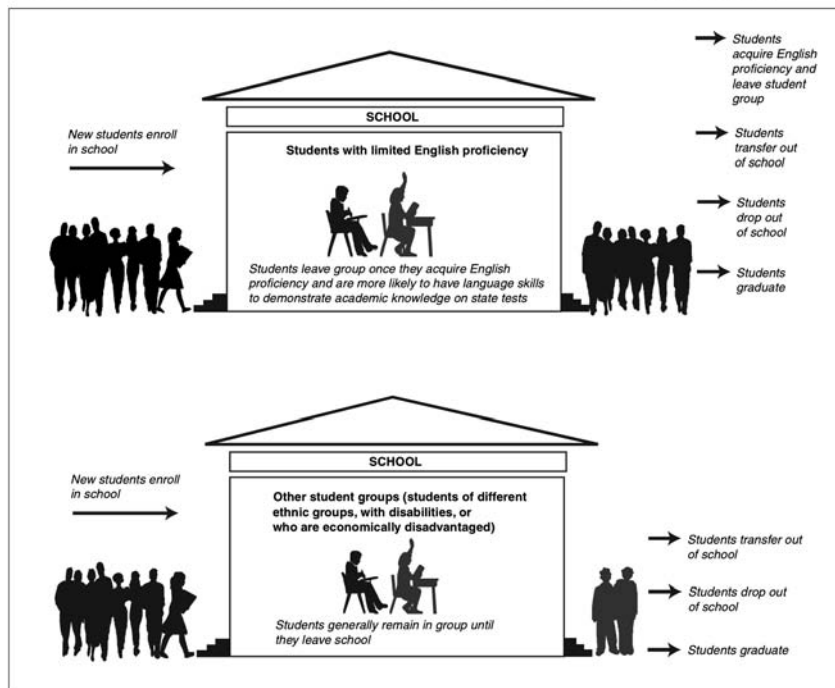 New students enroll
in school
SCHOOL
Students with limited English proficiency
Students leave group once they acquire English
proficiency and are more likely to have language skills
to demonstrate academic knowledge on state tests
Students
acquire English
proficiency and
leave student
group
Students
transfer out
of school
Students
drop out
of school
Students
graduate
New students enroll
in school
SCHOOL
Other student groups (students of different
ethnic groups, with disabilities, or
who are economically disadvantaged)
Students generally remain in group until
they leave school
Students transfer out
of school
Students drop out
of school
Students graduate